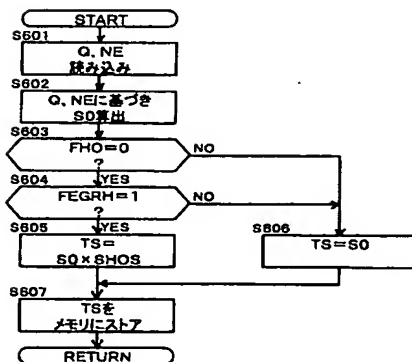 START
S601
Q、NE
読み込み
S602
Q、NEに基づき
S0算出
S603
FHO=0
?
NO
YES
S604
FEGRH=1
?
NO
YES
S605
TS=
S0×SHOS
S606
TS=S0
S607
TSを
メモリにストア
RETURN